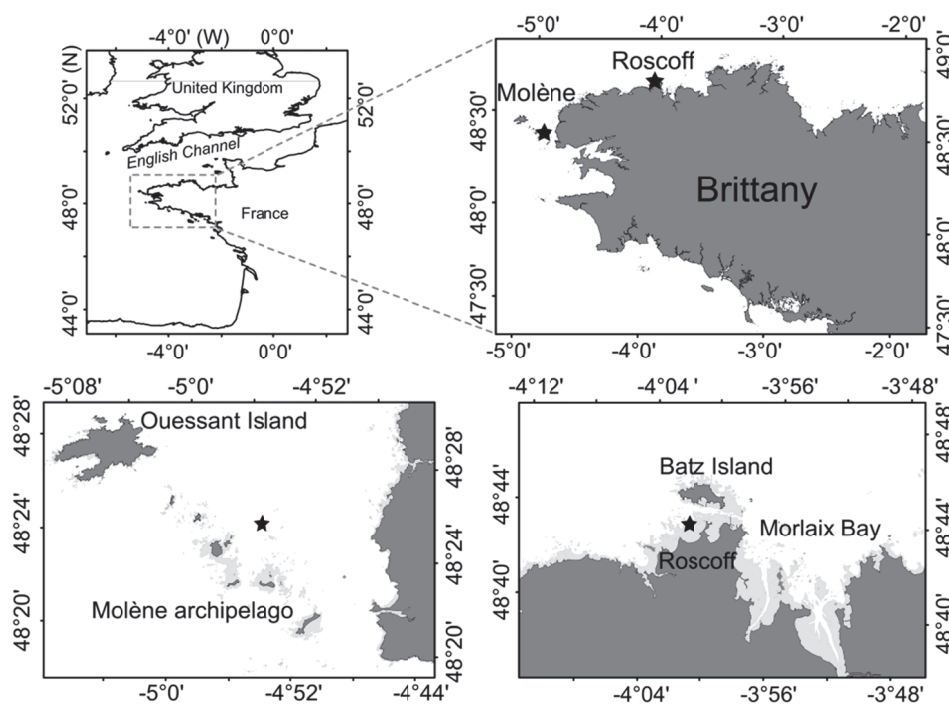 -4°0' (W) 0°0'
52°0' (N)
48°0'
44°0'
United Kingdom
English Channel
France
52°0'
48°0'
44°0'
-4°0' 0°0'
-5°0' -4°0' -3°0' -2°0'
48°30'
48°0'
47°30'
Roscoff
Molène
Brittany
49°0'
48°30'
48°0'
47°30'
-5°0' -4°0' -3°0' -2°0'
-5°08' -5°0' -4°52'
48°28'
48°24'
48°20'
Ouessant Island
Molène archipelago
48°28'
48°24'
48°20'
-5°0' -4°52' -4°44'
-4°12' -4°04' -3°56' -3°48'
48°44'
48°40'
Batz Island
Morlaix Bay
Roscoff
48°48'
48°44'
48°40'
-4°04' -3°56' -3°48'